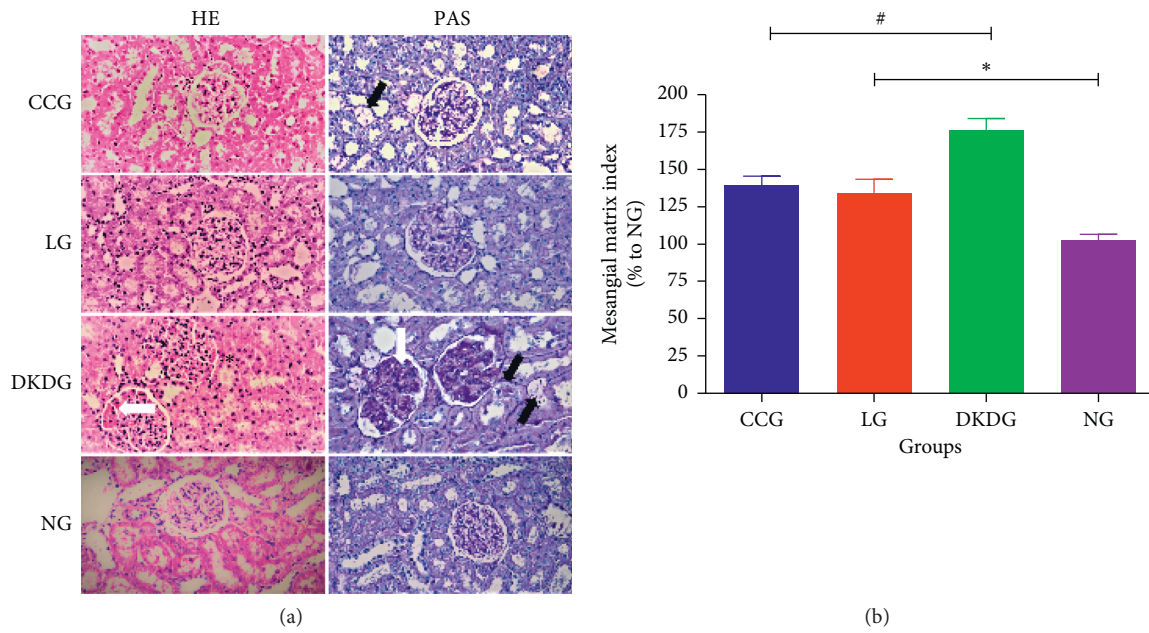 HE PAS
CCG
LG
DKDG
*
NG
(a)
#
*
200
175
150
125
100
75
50
25
0
Mesangial matrix index
(% to NG)
CCG LG DKDG NG
Groups
(b)